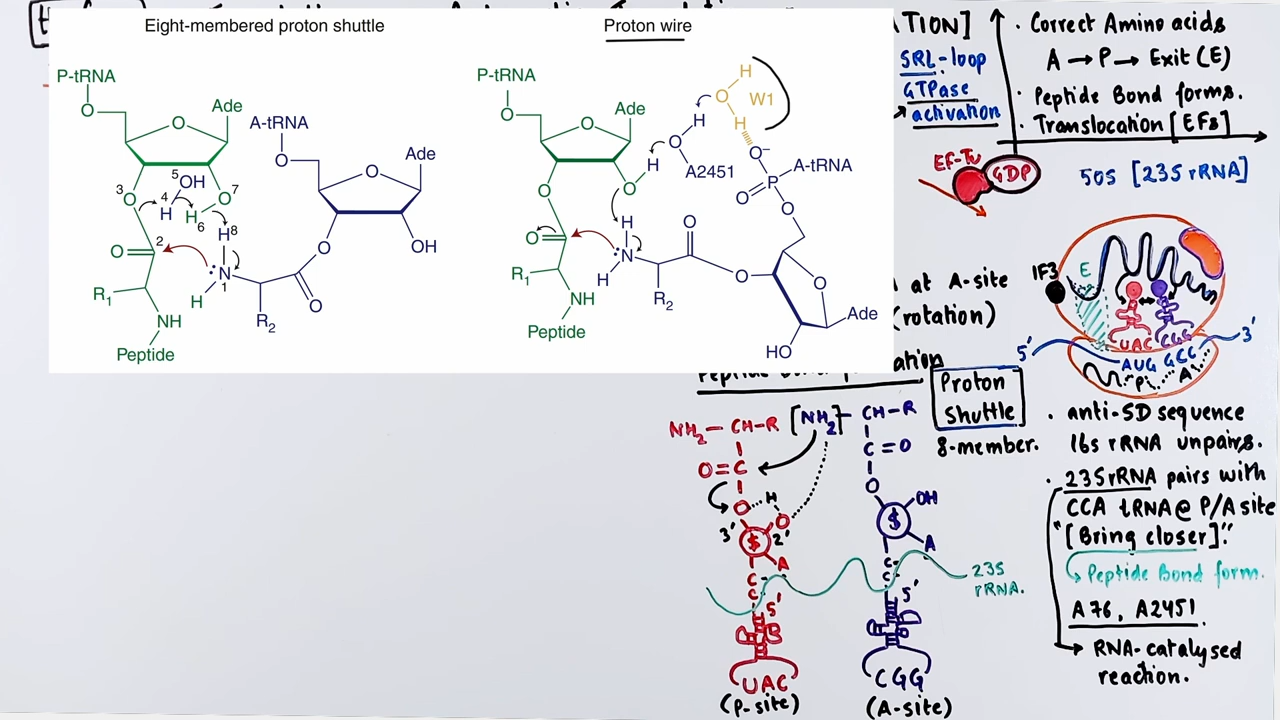 Eight-membered proton shuttle
P-tRNA
O
O
Ade
A-tRNA
O
O
Ade
3
O
4
H
5
OH
7
O
H
6
H
8
OH
O
2
O
R1
NH
Peptide
N
1
H
R2
O
Proton wire
P-tRNA
O
O
Ade
H
O
A2451
H
O
H
H
W1
O
H
O−
P
O
A-tRNA
O
O
O
R1
NH
Peptide
H
N
H
R2
O
O
O
Ade
HO
ATION]
SRL-loop
GTPase
activation
. Correct Amino acids
A → P → Exit (E)
. Peptide Bond forms.
. Translocation [EFs]
EF-Tu
GDP
50S [23S rRNA]
IF3
E
UAC CGG
5' AUG GCC 3'
P A
at A-site
(rotation)
Proton
Shuttle
8-member.
NH2 – CH-R
O=C
O H O
3' 2'
$
A
C
C
5'
UAC
(P-site)
[NH2] – CH-R
C=O
O
OH
$
A
C
C
5'
CGG
(A-site)
23S
rRNA.
. anti-SD sequence
16s rRNA unpairs.
. 23S rRNA pairs with
CCA tRNA@ P/A site
"[Bring closer]".
Peptide Bond form.
A76, A2451.
RNA-catalysed
reaction.